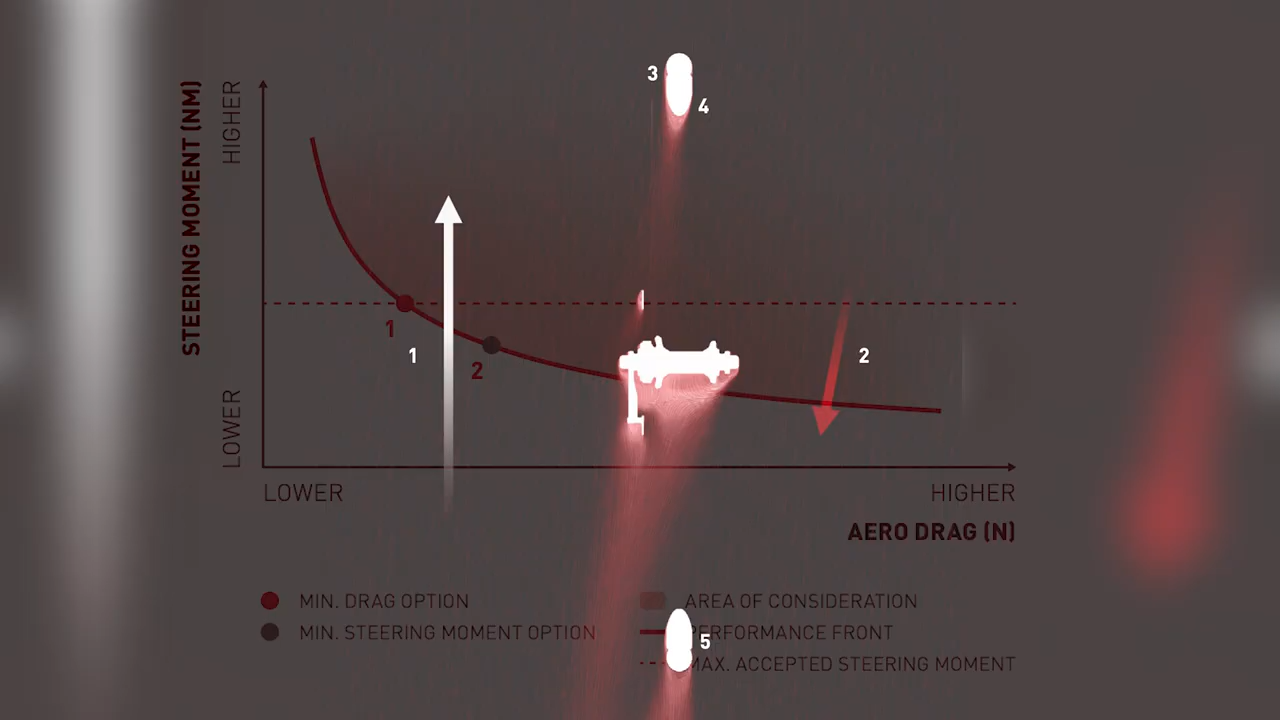 STEERING MOMENT (NM)
HIGHER
LOWER
3
4
1
1
2
2
LOWER
HIGHER
AERO DRAG (N)
MIN. DRAG OPTION
MIN. STEERING MOMENT OPTION
AREA OF CONSIDERATION
PERFORMANCE FRONT
MAX. ACCEPTED STEERING MOMENT
5